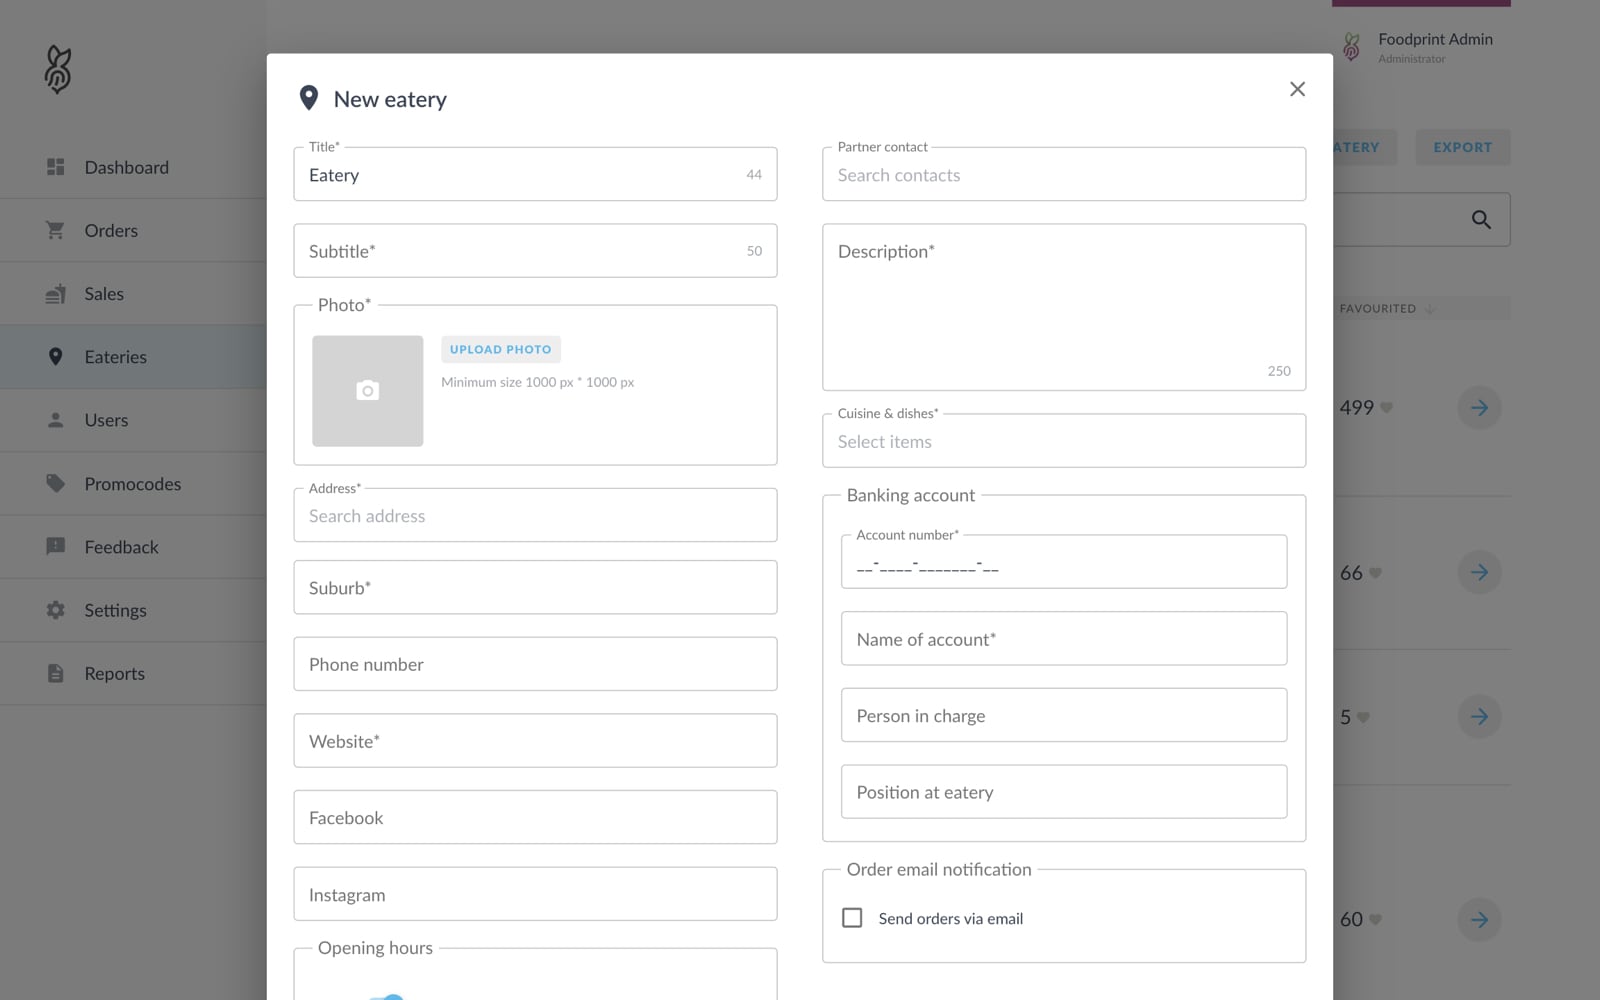 Foodprint Admin
Administrator
Dashboard
Orders
Sales
Eateries
Users
Promocodes
Feedback
Settings
Reports
New eatery
Title*
Eatery
44
Subtitle*
50
Photo*
UPLOAD PHOTO
Minimum size 1000 px * 1000 px
Address*
Search address
Suburb*
Phone number
Website*
Facebook
Instagram
Opening hours
Partner contact
Search contacts
Description*
250
Cuisine & dishes*
Select items
Banking account
Account number*
__-____-_______-__
Name of account*
Person in charge
Position at eatery
Order email notification
Send orders via email
EXPORT
FAVOURITED
499
66
5
60